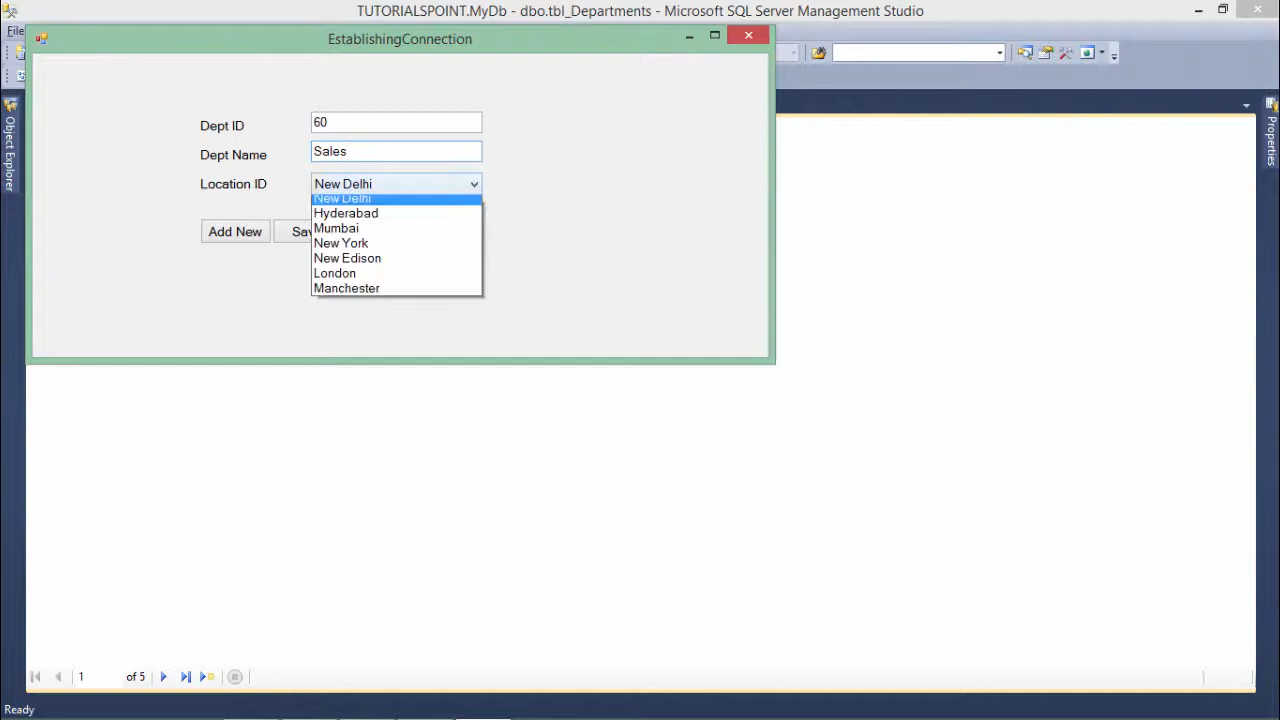 TUTORIALSPOINT.MyDb - dbo.tbl_Departments - Microsoft SQL Server Management Studio
File
EstablishingConnection
Dept ID 60
Dept Name Sales
Location ID New Delhi
New Delhi
Hyderabad
Add New Sav
Mumbai
New York
New Edison
London
Manchester
Object Explorer
Properties
1 of 5
Ready